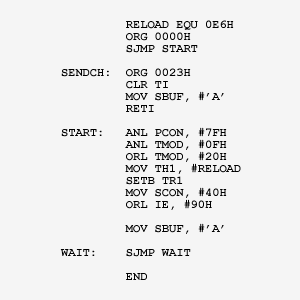 RELOAD EQU 0E6H
ORG 0000H
SJMP START
SENDCH: ORG 0023H
CLR TI
MOV SBUF, #'A'
RETI
START: ANL PCON, #7FH
ANL TMOD, #0FH
ORL TMOD, #20H
MOV TH1, #RELOAD
SETB TR1
MOV SCON, #40H
ORL IE, #90H
MOV SBUF, #'A'
WAIT: SJMP WAIT
END